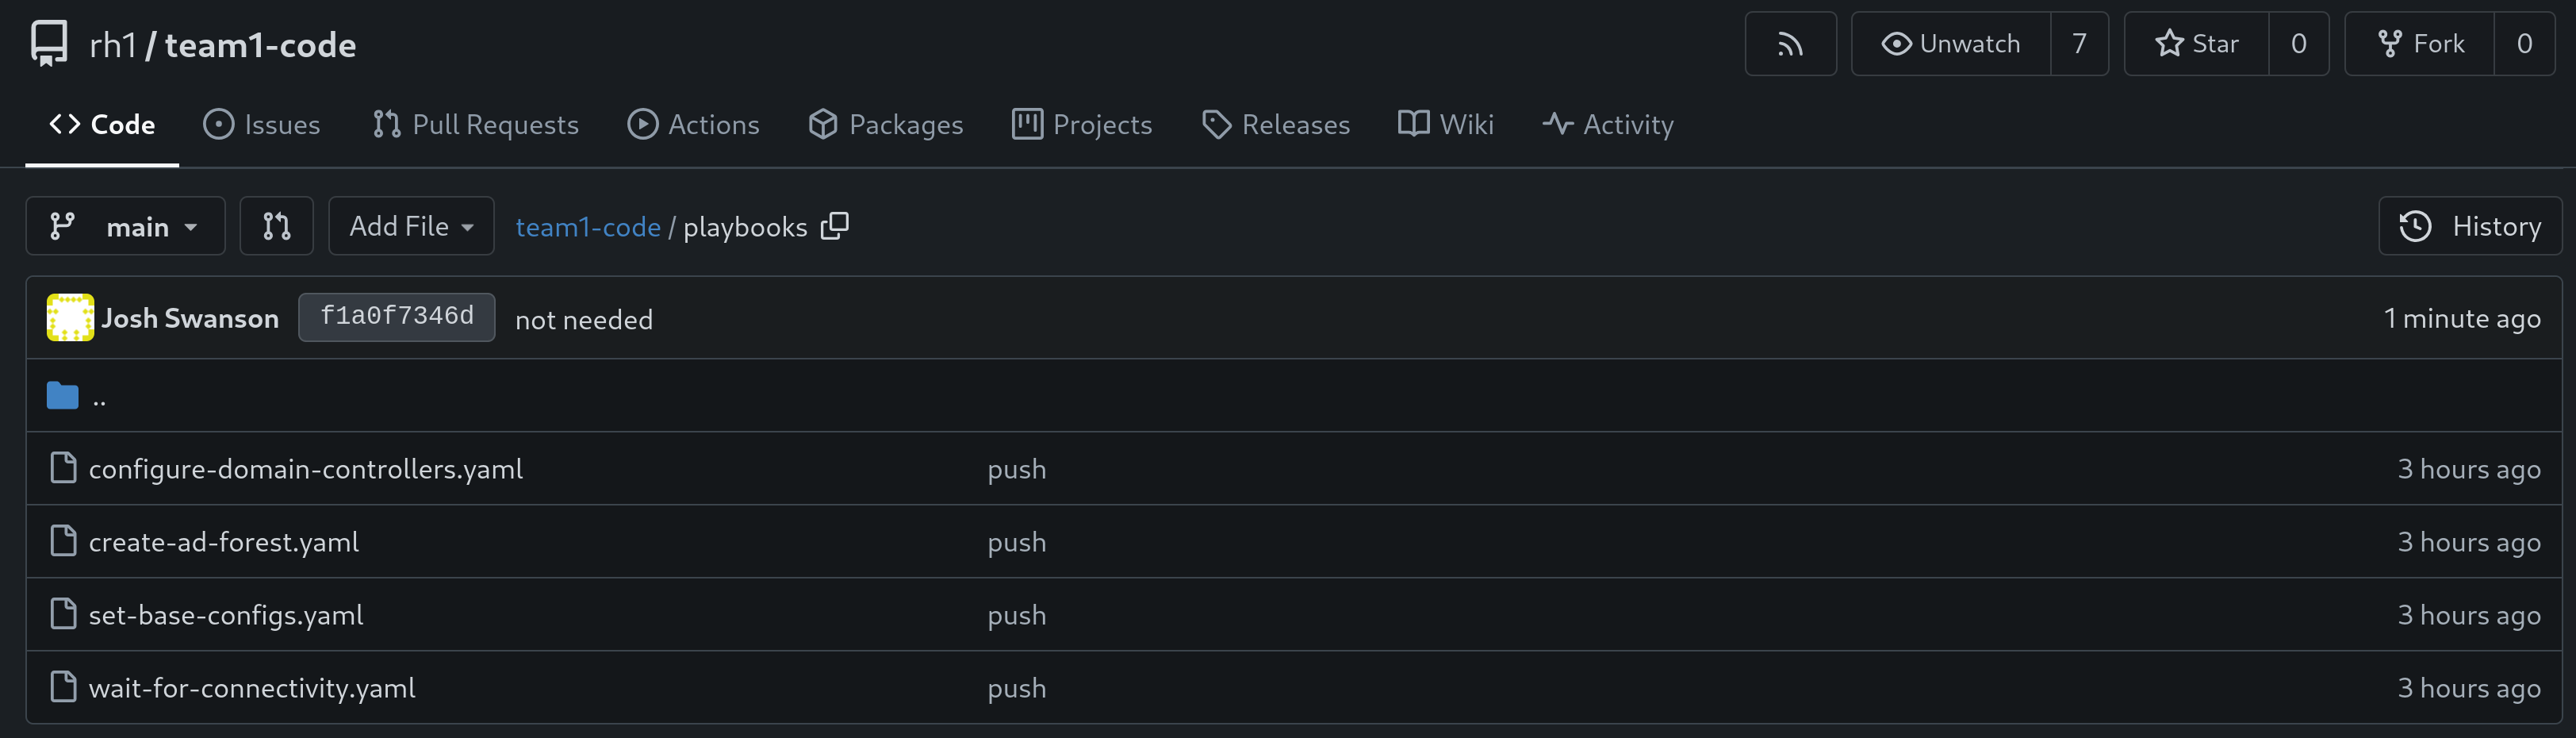 rh1 / team1-code Unwatch 7 Star 0 Fork 0
Code Issues Pull Requests Actions Packages Projects Releases Wiki Activity
main Add File team1-code / playbooks History
Josh Swanson f1a0f7346d not needed 1 minute ago
..
configure-domain-controllers.yaml push 3 hours ago
create-ad-forest.yaml push 3 hours ago
set-base-configs.yaml push 3 hours ago
wait-for-connectivity.yaml push 3 hours ago